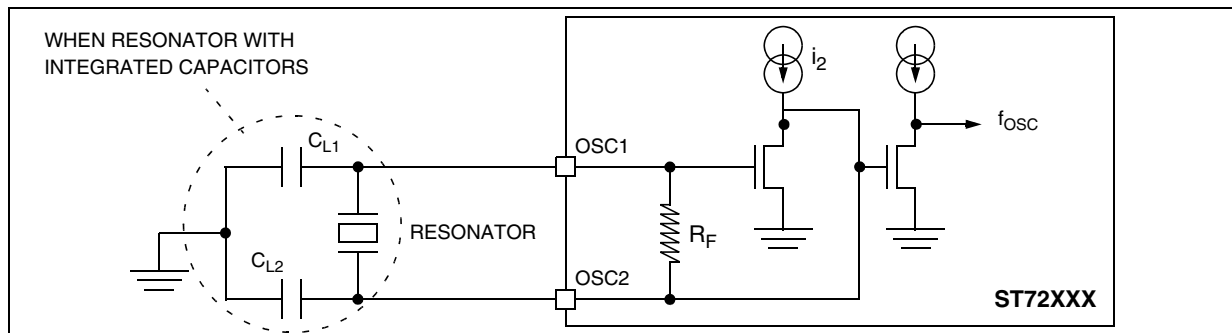 WHEN RESONATOR WITH
INTEGRATED CAPACITORS
i2
fOSC
CL1
OSC1
RESONATOR
RF
CL2
OSC2
ST72XXX